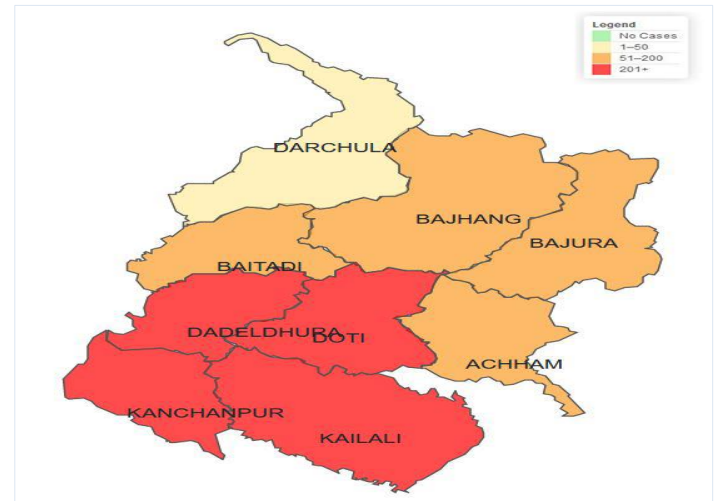 Legend
No Cases
1–50
51–200
201+
DARCHULA
BAJHANG
BAJURA
BAITADI
DADELDHURA
DOTI
ACHHAM
KANCHANPUR
KAILALI